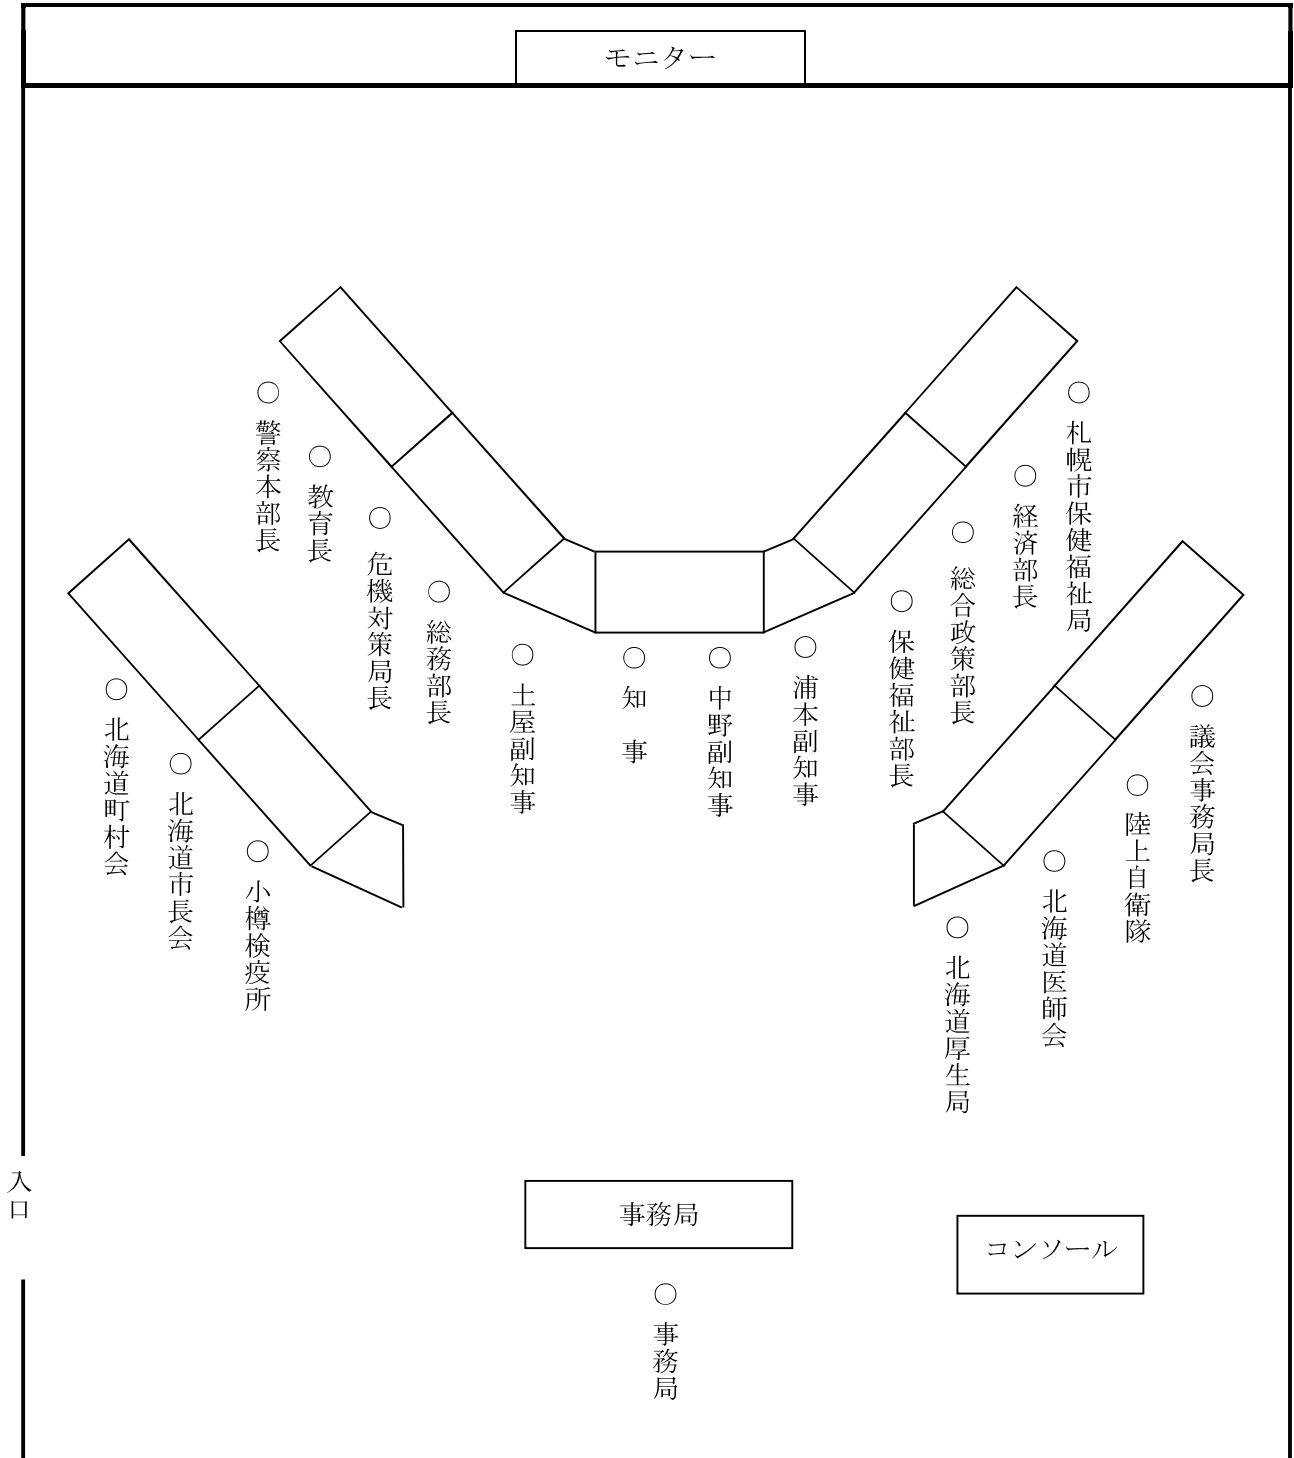 モニター
○ 警察本部長
○ 教育長
○ 危機対策局長
○ 総務部長
○ 土屋副知事
○ 知　事
○ 中野副知事
○ 浦本副知事
○ 保健福祉部長
○ 総合政策部長
○ 経済部長
○ 札幌市保健福祉局
○ 北海道町村会
○ 北海道市長会
○ 小樽検疫所
○ 北海道厚生局
○ 北海道医師会
○ 陸上自衛隊
○ 議会事務局長
入口
事務局
コンソール
○ 事務局